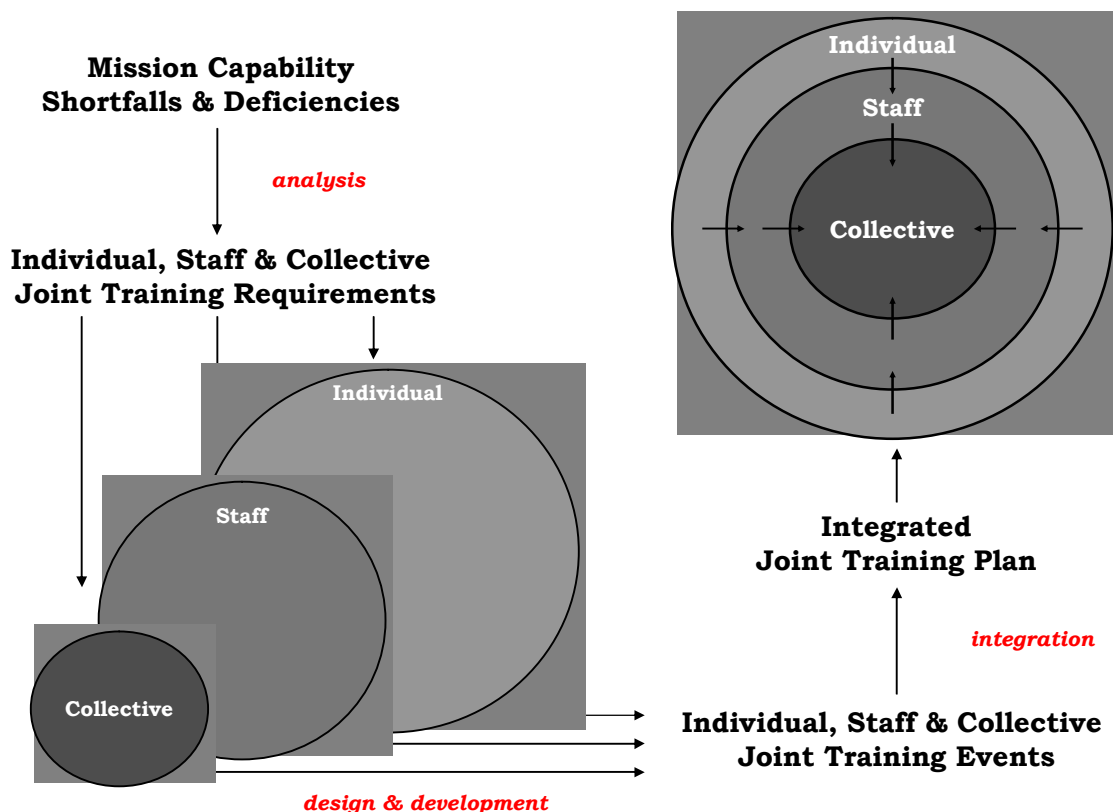 Mission Capability
Shortfalls & Deficiencies
analysis
Individual, Staff & Collective
Joint Training Requirements
Individual
Staff
Collective
design & development
Individual, Staff & Collective
Joint Training Events
integration
Integrated
Joint Training Plan
Individual
Staff
Collective